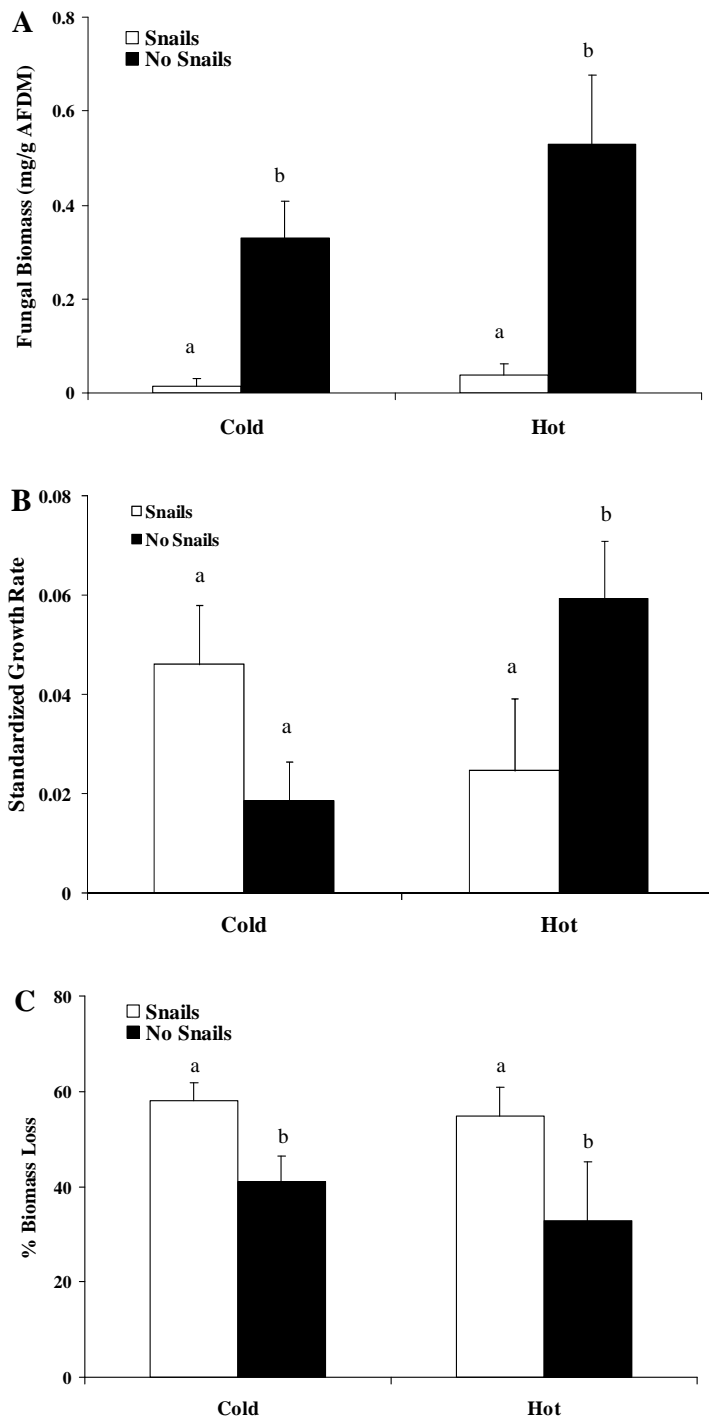 A
Snails
No Snails
Fungal Biomass (mg/g AFDM)
0.8
0.6
0.4
0.2
0
a
b
a
b
Cold
Hot
B
Snails
No Snails
Standardized Growth Rate
0.08
0.06
0.04
0.02
0
a
a
a
b
Cold
Hot
C
Snails
No Snails
% Biomass Loss
80
60
40
20
0
a
b
a
b
Cold
Hot